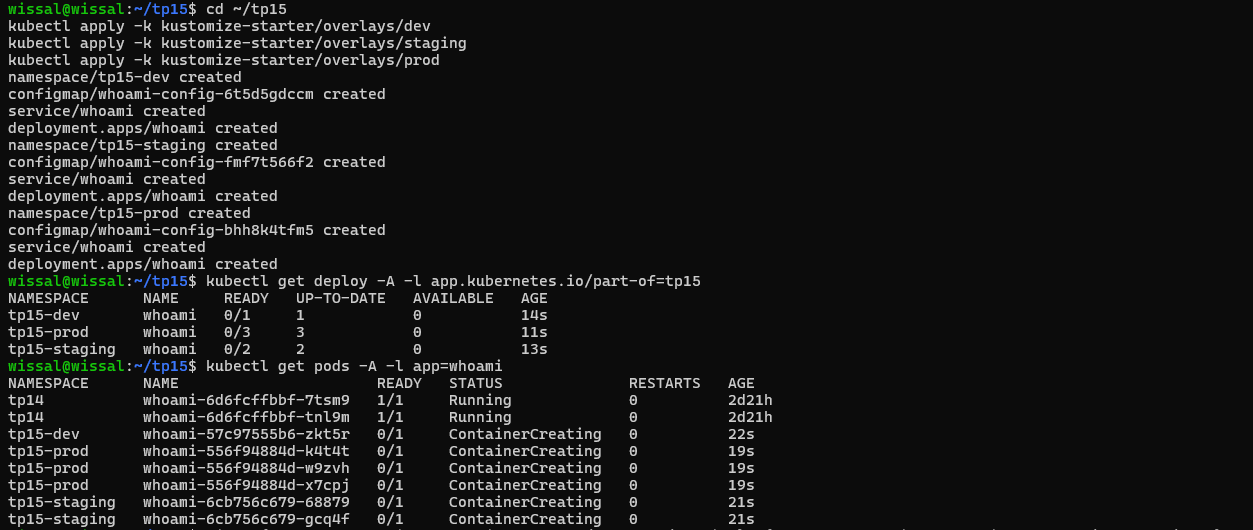 wissal@wissal:~/tp15$ cd ~/tp15
kubectl apply -k kustomize-starter/overlays/dev
kubectl apply -k kustomize-starter/overlays/staging
kubectl apply -k kustomize-starter/overlays/prod
namespace/tp15-dev created
configmap/whoami-config-6t5d5gdccm created
service/whoami created
deployment.apps/whoami created
namespace/tp15-staging created
configmap/whoami-config-fmf7t566f2 created
service/whoami created
deployment.apps/whoami created
namespace/tp15-prod created
configmap/whoami-config-bhh8k4tfm5 created
service/whoami created
deployment.apps/whoami created
wissal@wissal:~/tp15$ kubectl get deploy -A -l app.kubernetes.io/part-of=tp15
NAMESPACE      NAME     READY   UP-TO-DATE   AVAILABLE   AGE
tp15-dev       whoami   0/1     1            0           14s
tp15-prod      whoami   0/3     3            0           11s
tp15-staging   whoami   0/2     2            0           13s
wissal@wissal:~/tp15$ kubectl get pods -A -l app=whoami
NAMESPACE      NAME                      READY   STATUS              RESTARTS   AGE
tp14           whoami-6d6fcffbbf-7tsm9   1/1     Running             0          2d21h
tp14           whoami-6d6fcffbbf-tnl9m   1/1     Running             0          2d21h
tp15-dev       whoami-57c97555b6-zkt5r   0/1     ContainerCreating   0          22s
tp15-prod      whoami-556f94884d-k4t4t   0/1     ContainerCreating   0          19s
tp15-prod      whoami-556f94884d-w9zvh   0/1     ContainerCreating   0          19s
tp15-prod      whoami-556f94884d-x7cpj   0/1     ContainerCreating   0          19s
tp15-staging   whoami-6cb756c679-68879   0/1     ContainerCreating   0          21s
tp15-staging   whoami-6cb756c679-gcq4f   0/1     ContainerCreating   0          21s